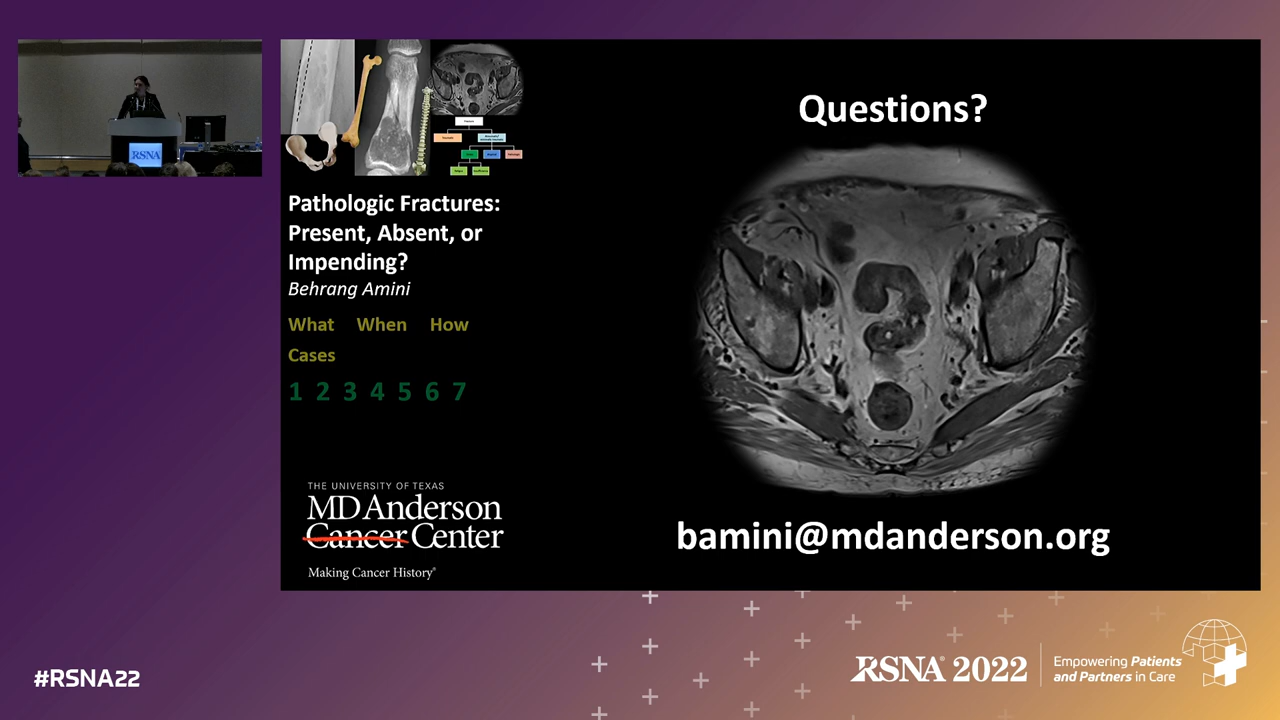 RSNA
Pathologic Fractures:
Present, Absent, or
Impending?
Behrang Amini
What When How
Cases
1 2 3 4 5 6 7
THE UNIVERSITY OF TEXAS
MD Anderson
Cancer Center
Making Cancer History®
Questions?
bamini@mdanderson.org
#RSNA22
RSNA® 2022
Empowering Patients
and Partners in Care